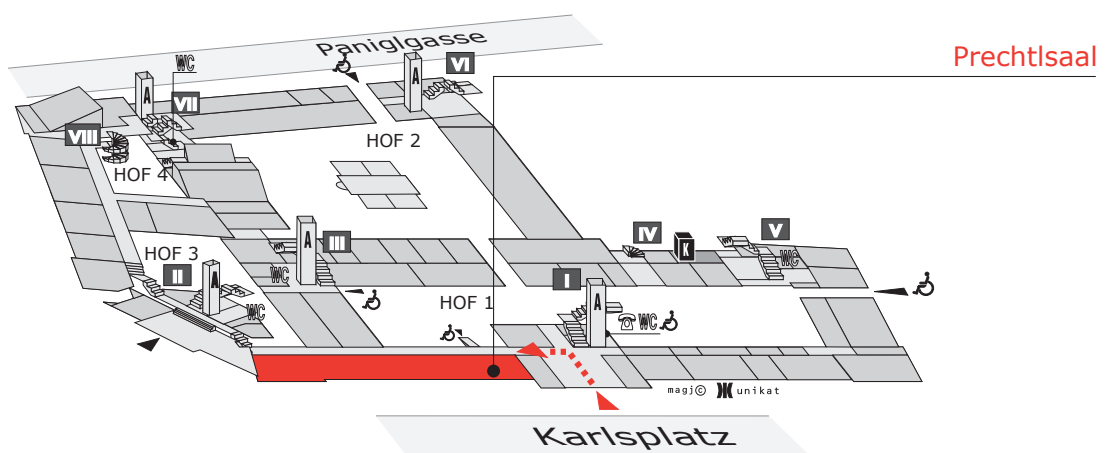 Paniglgasse
Prechtlsaal
WC
A
A
VI
VII
VIII
HOF 2
HOF 4
A
III
IV
K
V
WC
HOF 3
II
A
WC
WC
I
A
HOF 1
WC
magj© unikat
Karlsplatz